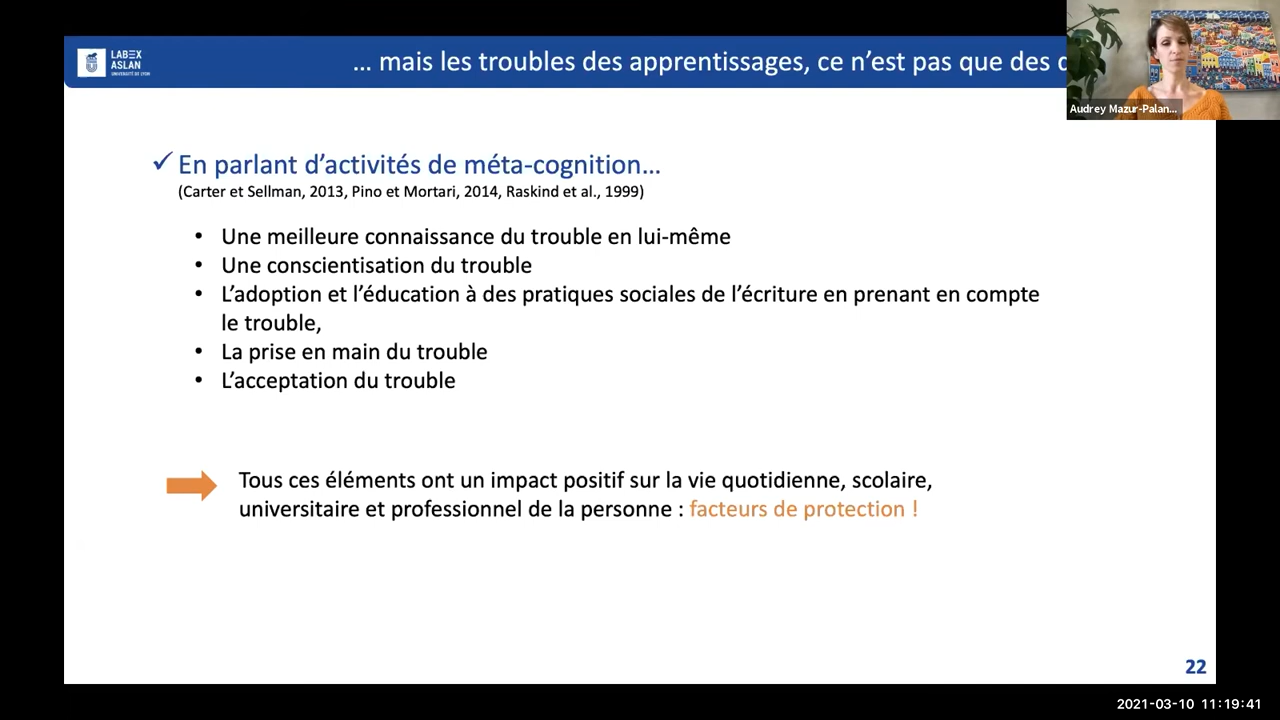 LABEX
ASLAN
UNIVERSITÉ DE LYON
... mais les troubles des apprentissages, ce n'est pas que des
Audrey Mazur-Palan...
✓ En parlant d'activités de méta-cognition...
(Carter et Sellman, 2013, Pino et Mortari, 2014, Raskind et al., 1999)
• Une meilleure connaissance du trouble en lui-même
• Une conscientisation du trouble
• L'adoption et l'éducation à des pratiques sociales de l'écriture en prenant en compte
le trouble,
• La prise en main du trouble
• L'acceptation du trouble
Tous ces éléments ont un impact positif sur la vie quotidienne, scolaire,
universitaire et professionnel de la personne : facteurs de protection !
22
2021-03-10 11:19:41